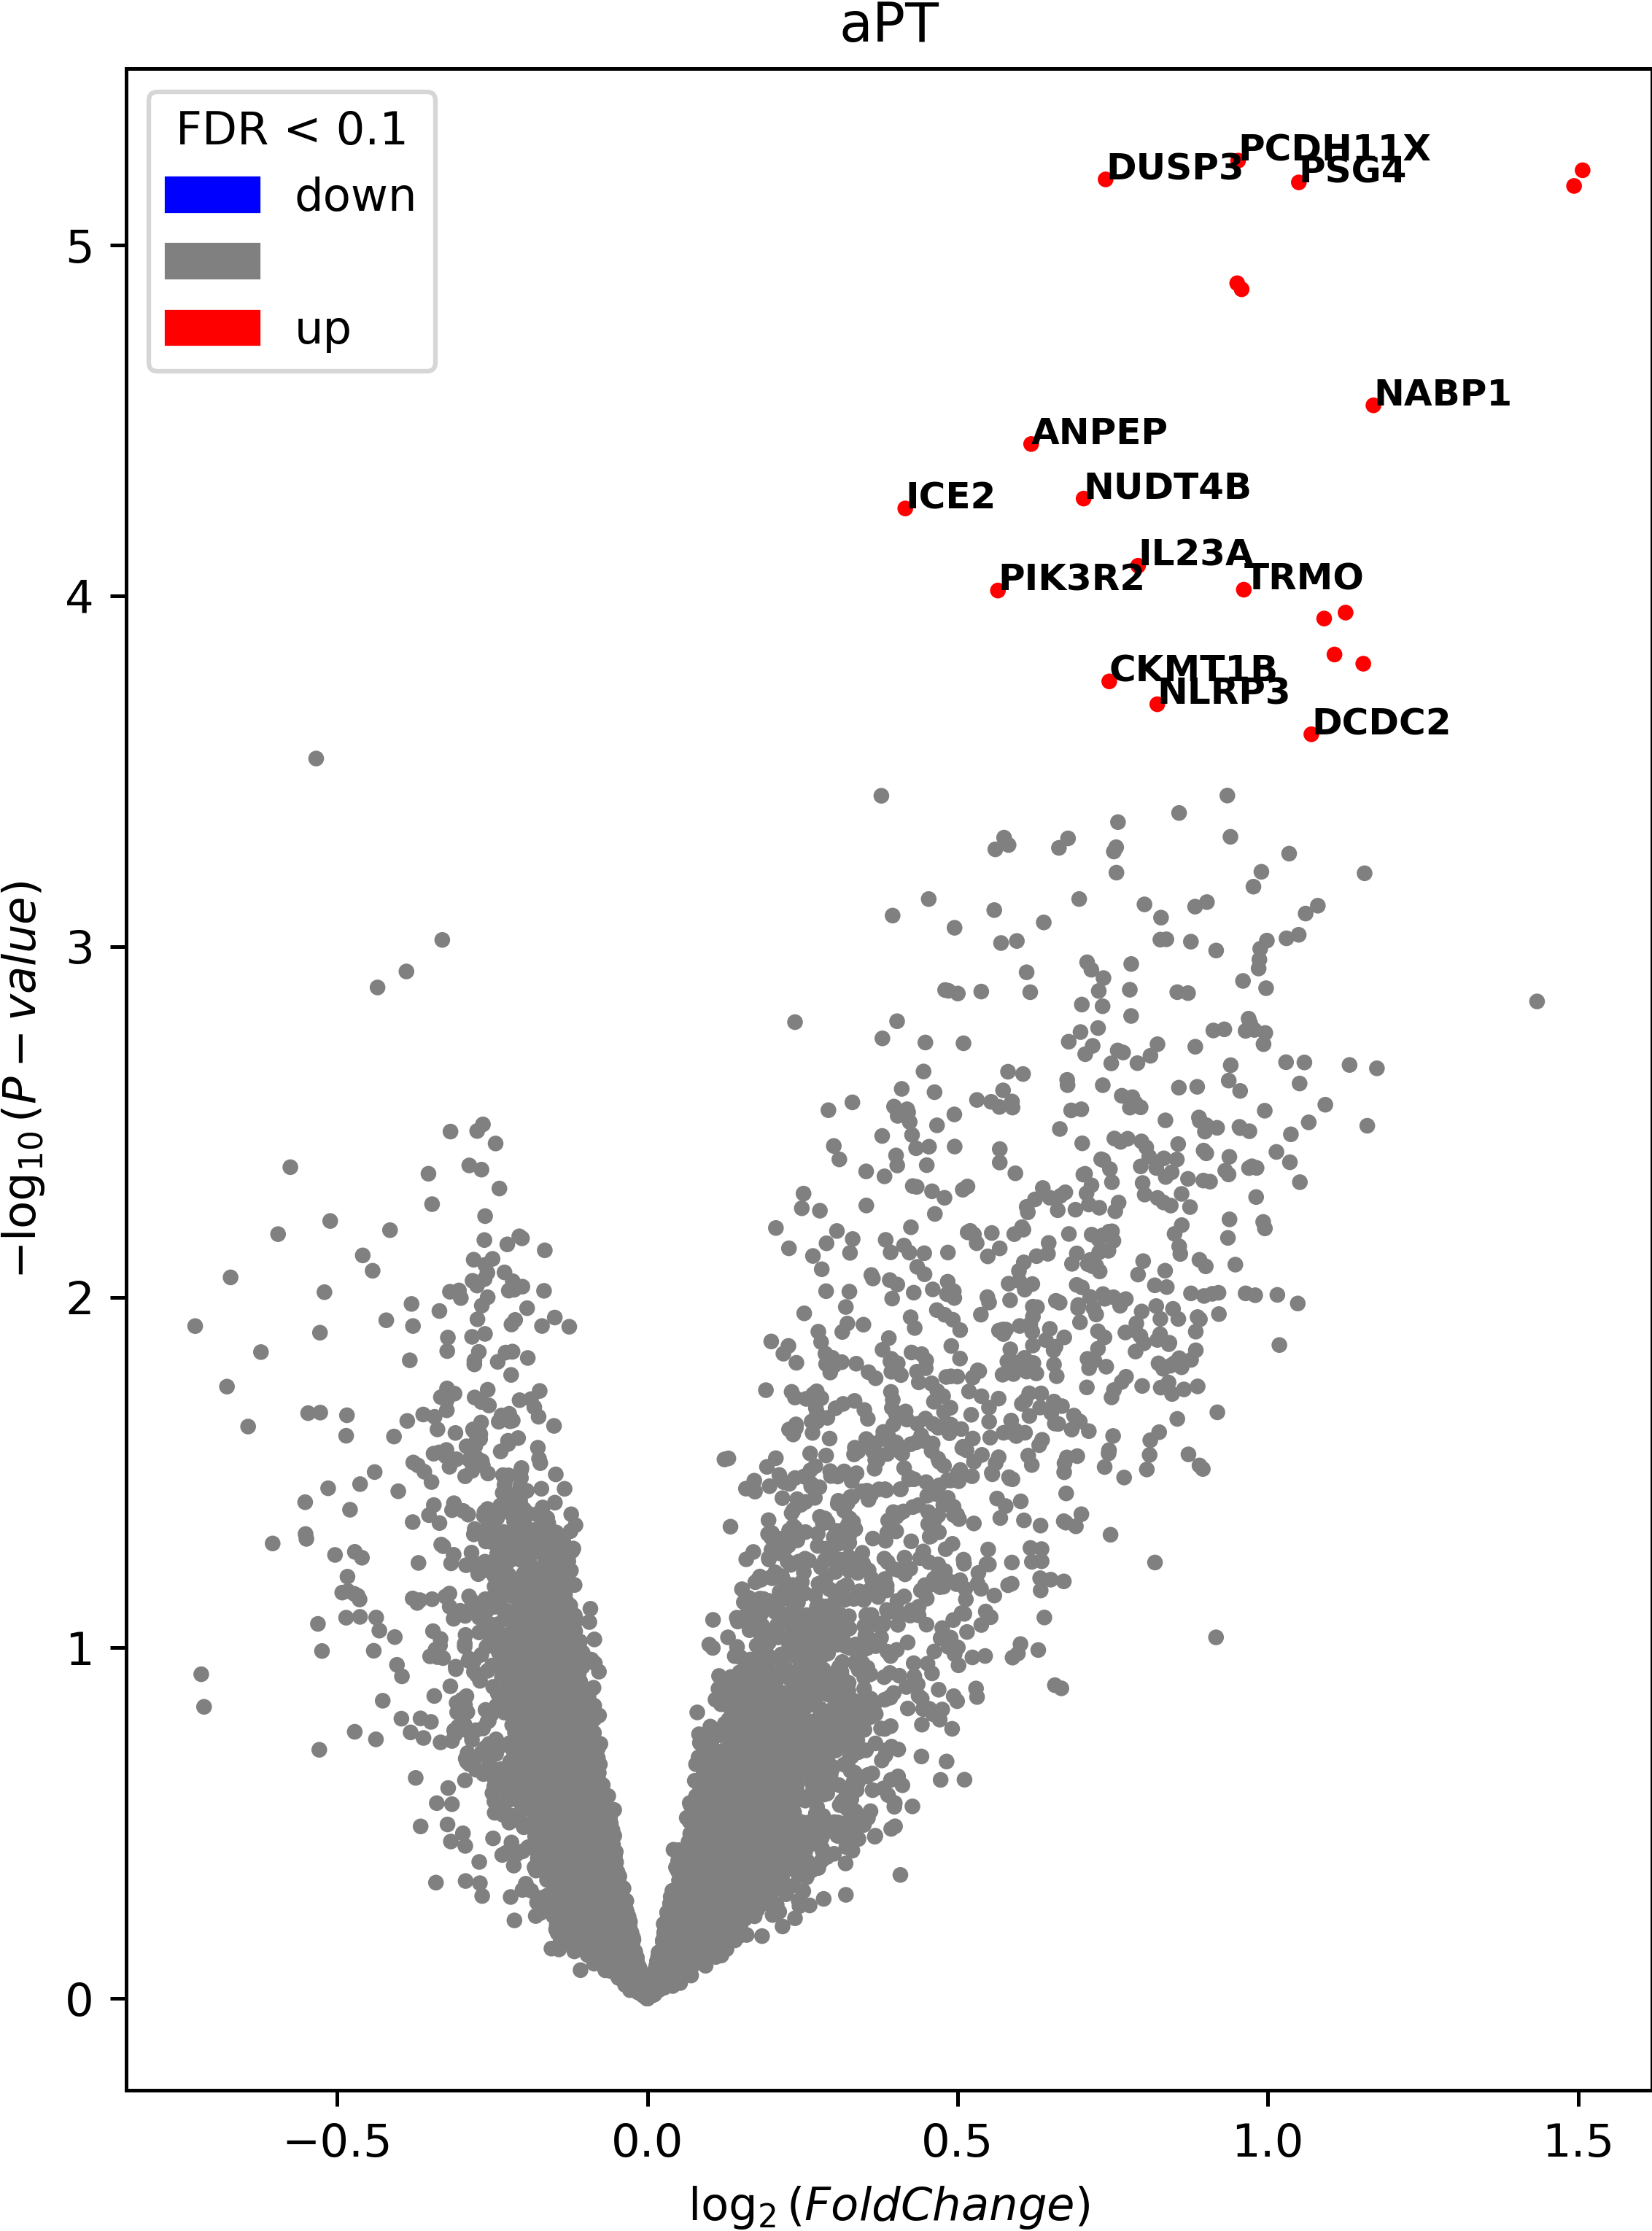 aPT
FDR < 0.1
down
up
PCDH11X
DUSP3
PSG4
NABP1
ANPEP
NUDT4B
ICE2
IL23A
PIK3R2
TRMO
CKMT1B
NLRP3
DCDC2
5
4
3
2
1
0
−log10 (P − value)
−0.5 0.0 0.5 1.0 1.5
log2 (FoldChange)